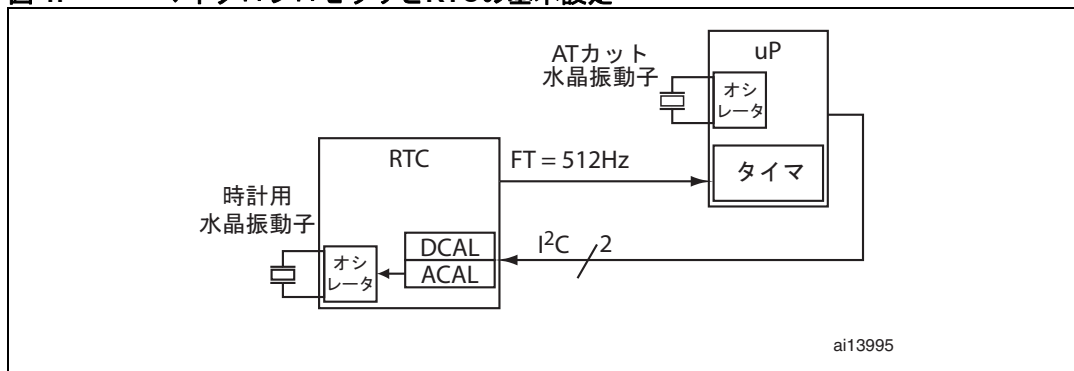 ATカット
水晶振動子
uP
オシ
レータ
タイマ
RTC
FT = 512Hz
時計用
水晶振動子
オシ
レータ
DCAL
ACAL
I²C
2
ai13995